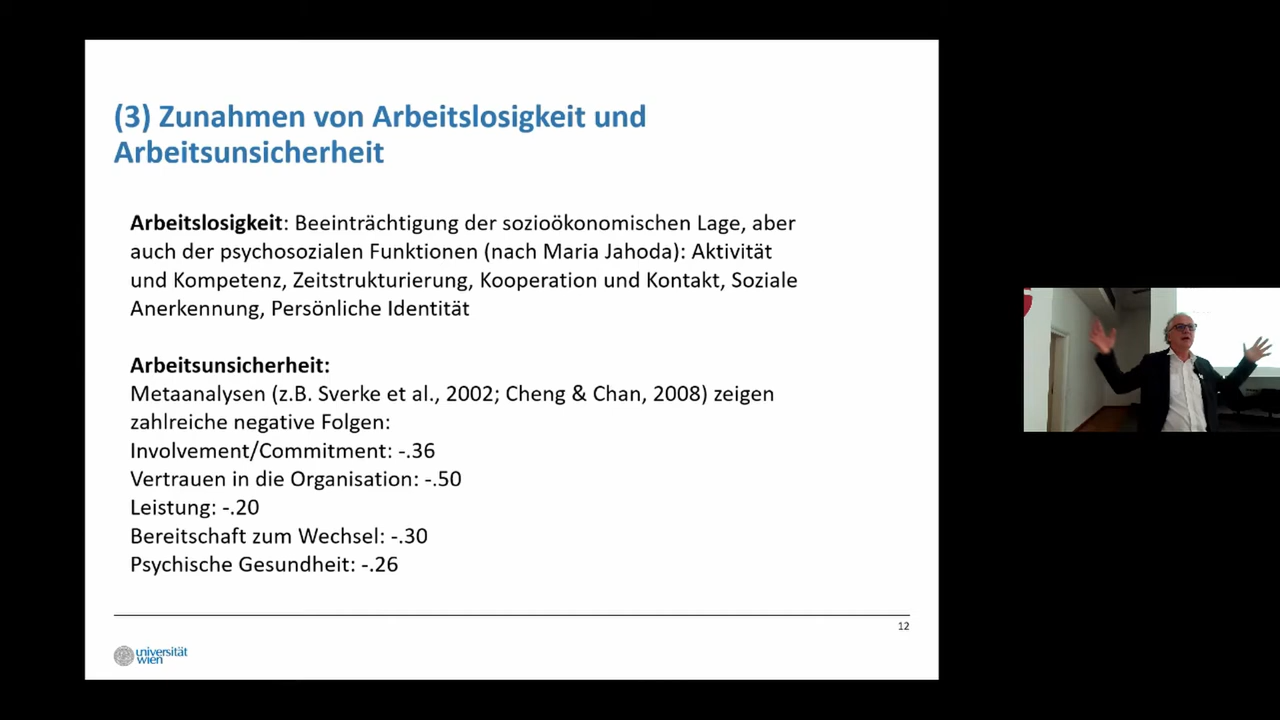 (3) Zunahmen von Arbeitslosigkeit und
Arbeitsunsicherheit
Arbeitslosigkeit: Beeinträchtigung der sozioökonomischen Lage, aber
auch der psychosozialen Funktionen (nach Maria Jahoda): Aktivität
und Kompetenz, Zeitstrukturierung, Kooperation und Kontakt, Soziale
Anerkennung, Persönliche Identität
Arbeitsunsicherheit:
Metaanalysen (z.B. Sverke et al., 2002; Cheng & Chan, 2008) zeigen
zahlreiche negative Folgen:
Involvement/Commitment: -.36
Vertrauen in die Organisation: -.50
Leistung: -.20
Bereitschaft zum Wechsel: -.30
Psychische Gesundheit: -.26
12
universität
wien